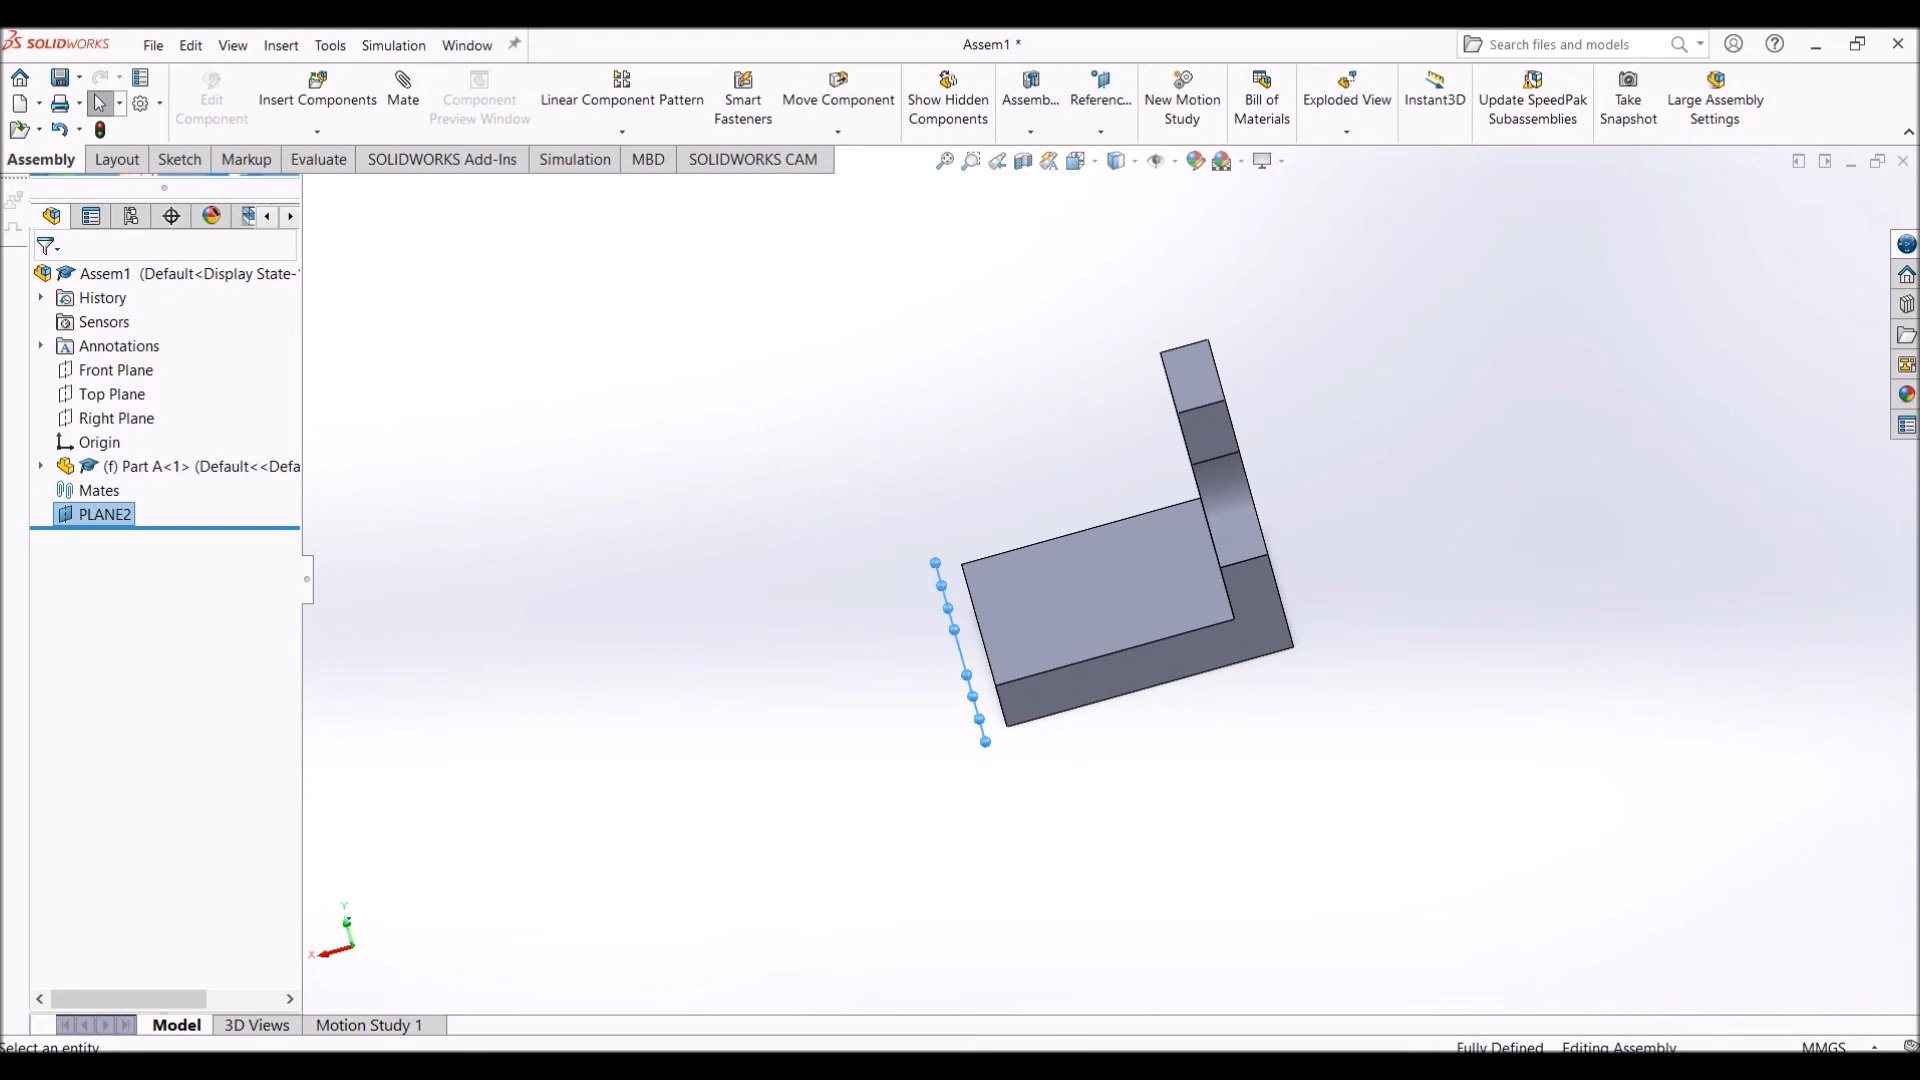 SOLIDWORKS File Edit View Insert Tools Simulation Window Assem1 * Search files and models
Edit Component Insert Components Mate Component Preview Window Linear Component Pattern Smart Fasteners Move Component Show Hidden Components Assemb... Referenc... New Motion Study Bill of Materials Exploded View Instant3D Update SpeedPak Subassemblies Take Snapshot Large Assembly Settings
Assembly Layout Sketch Markup Evaluate SOLIDWORKS Add-Ins Simulation MBD SOLIDWORKS CAM
Assem1 (Default<Display State-
History
Sensors
Annotations
Front Plane
Top Plane
Right Plane
Origin
(f) Part A<1> (Default<<Defa
Mates
PLANE2
Y
X
Model 3D Views Motion Study 1
Select an entity Fully Defined Editing Assembly MMGS